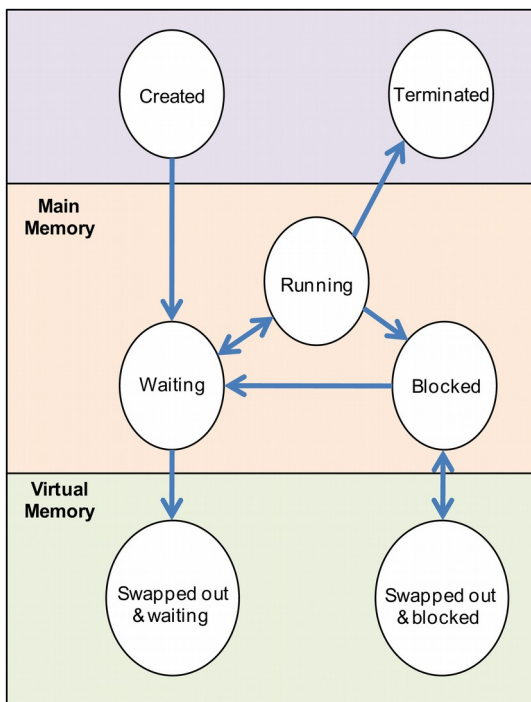 Created
Terminated
Main
Memory
Running
Waiting
Blocked
Virtual
Memory
Swapped out
& waiting
Swapped out
& blocked